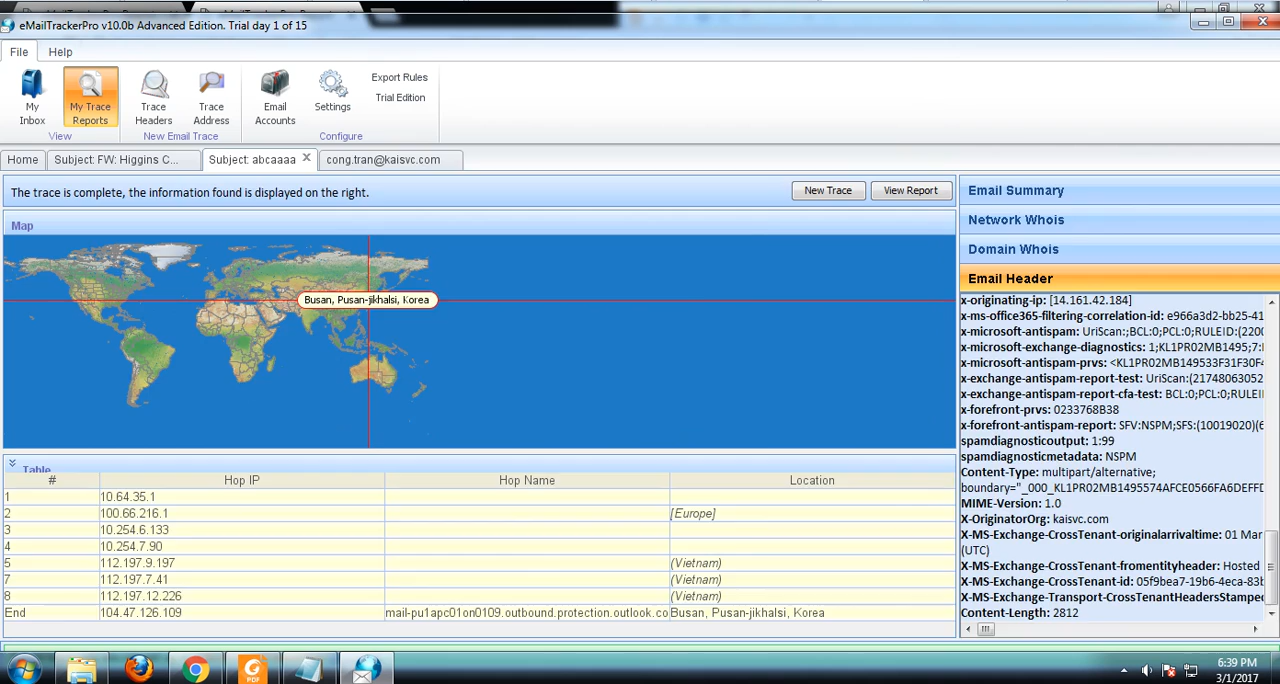 eMailTrackerPro v10.0b Advanced Edition. Trial day 1 of 15
File Help
My Inbox
My Trace Reports
Trace Headers
Trace Address
Email Accounts
Settings
Export Rules
Trial Edition
View
New Email Trace
Configure
Home
Subject: FW: Higgins C...
Subject: abcaaaa
cong.tran@kaisvc.com
The trace is complete, the information found is displayed on the right.
New Trace
View Report
Map
Busan, Pusan-jikhalsi, Korea
Table
# Hop IP Hop Name Location
1 10.64.35.1
2 100.66.216.1 [Europe]
3 10.254.6.133
4 10.254.7.90
5 112.197.9.197 (Vietnam)
7 112.197.7.41 (Vietnam)
8 112.197.12.226 (Vietnam)
End 104.47.126.109 mail-pu1apc01on0109.outbound.protection.outlook.co Busan, Pusan-jikhalsi, Korea
Email Summary
Network Whois
Domain Whois
Email Header
x-originating-ip: [14.161.42.184]
x-ms-office365-filtering-correlation-id: e966a3d2-bb25-41
x-microsoft-antispam: UriScan:;BCL:0;PCL:0;RULEID:(2200
x-microsoft-exchange-diagnostics: 1;KL1PR02MB1495;7:
x-microsoft-antispam-prvs: <KL1PR02MB149533F31F30F4
x-exchange-antispam-report-test: UriScan:(21748063052
x-exchange-antispam-report-cfa-test: BCL:0;PCL:0;RULEI
x-forefront-prvs: 0233768B38
x-forefront-antispam-report: SFV:NSPM;SFS:(10019020)(6
spamdiagnosticoutput: 1:99
spamdiagnosticmetadata: NSPM
Content-Type: multipart/alternative;
boundary="_000_KL1PR02MB1495574AFCE0566FA6DEFFD
MIME-Version: 1.0
X-OriginatorOrg: kaisvc.com
X-MS-Exchange-CrossTenant-originalarrivaltime: 01 Mar
(UTC)
X-MS-Exchange-CrossTenant-fromentityheader: Hosted
X-MS-Exchange-CrossTenant-id: 05f9bea7-19b6-4eca-83b
X-MS-Exchange-Transport-CrossTenantHeadersStamped
Content-Length: 2812
PDF
6:39 PM
3/1/2017